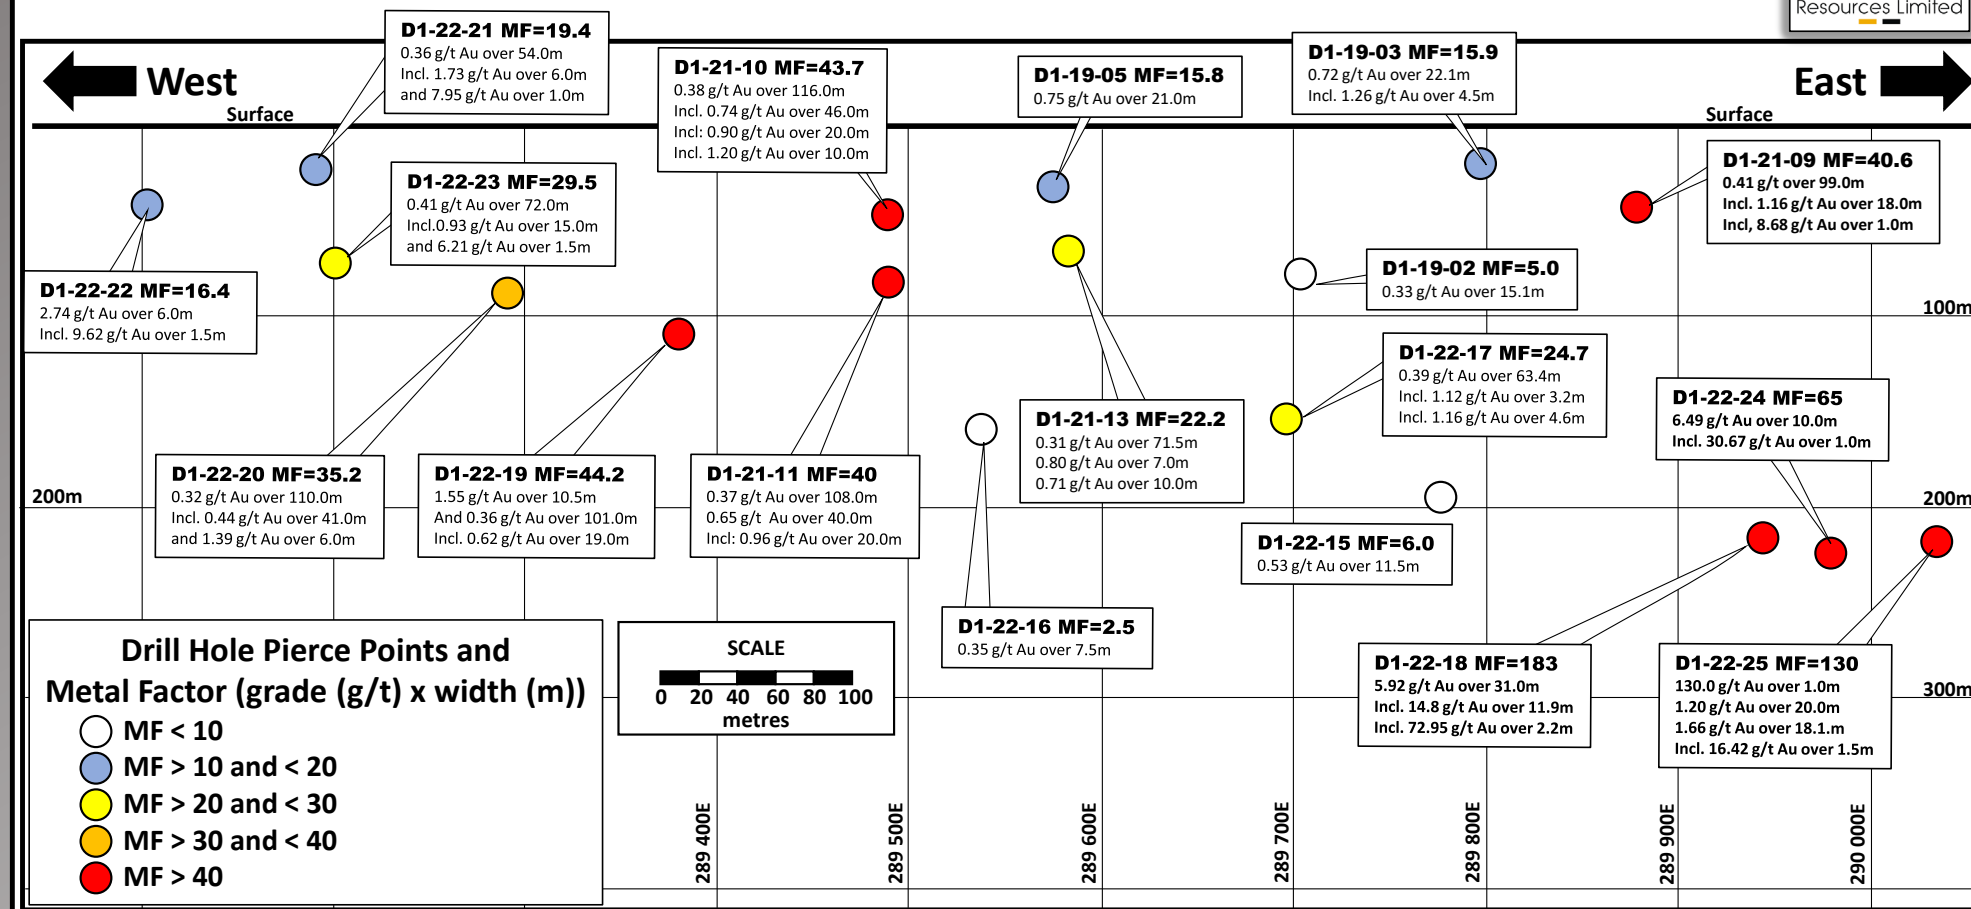 Resources Limited
West
East
Surface
Surface
D1-22-21 MF=19.4
0.36 g/t Au over 54.0m
Incl. 1.73 g/t Au over 6.0m
and 7.95 g/t Au over 1.0m
D1-21-10 MF=43.7
0.38 g/t Au over 116.0m
Incl. 0.74 g/t Au over 46.0m
Incl: 0.90 g/t Au over 20.0m
Incl. 1.20 g/t Au over 10.0m
D1-19-05 MF=15.8
0.75 g/t Au over 21.0m
D1-19-03 MF=15.9
0.72 g/t Au over 22.1m
Incl. 1.26 g/t Au over 4.5m
D1-21-09 MF=40.6
0.41 g/t over 99.0m
Incl. 1.16 g/t Au over 18.0m
Incl, 8.68 g/t Au over 1.0m
D1-22-23 MF=29.5
0.41 g/t Au over 72.0m
Incl.0.93 g/t Au over 15.0m
and 6.21 g/t Au over 1.5m
D1-22-22 MF=16.4
2.74 g/t Au over 6.0m
Incl. 9.62 g/t Au over 1.5m
D1-19-02 MF=5.0
0.33 g/t Au over 15.1m
100m
D1-22-17 MF=24.7
0.39 g/t Au over 63.4m
Incl. 1.12 g/t Au over 3.2m
Incl. 1.16 g/t Au over 4.6m
D1-22-24 MF=65
6.49 g/t Au over 10.0m
Incl. 30.67 g/t Au over 1.0m
D1-21-13 MF=22.2
0.31 g/t Au over 71.5m
0.80 g/t Au over 7.0m
0.71 g/t Au over 10.0m
200m
D1-22-20 MF=35.2
0.32 g/t Au over 110.0m
Incl. 0.44 g/t Au over 41.0m
and 1.39 g/t Au over 6.0m
D1-22-19 MF=44.2
1.55 g/t Au over 10.5m
And 0.36 g/t Au over 101.0m
Incl. 0.62 g/t Au over 19.0m
D1-21-11 MF=40
0.37 g/t Au over 108.0m
0.65 g/t Au over 40.0m
Incl: 0.96 g/t Au over 20.0m
200m
D1-22-15 MF=6.0
0.53 g/t Au over 11.5m
D1-22-16 MF=2.5
0.35 g/t Au over 7.5m
D1-22-18 MF=183
5.92 g/t Au over 31.0m
Incl. 14.8 g/t Au over 11.9m
Incl. 72.95 g/t Au over 2.2m
D1-22-25 MF=130
130.0 g/t Au over 1.0m
1.20 g/t Au over 20.0m
1.66 g/t Au over 18.1.m
Incl. 16.42 g/t Au over 1.5m
300m
Drill Hole Pierce Points and
Metal Factor (grade (g/t) x width (m))
MF < 10
MF > 10 and < 20
MF > 20 and < 30
MF > 30 and < 40
MF > 40
SCALE
0 20 40 60 80 100
metres
289 400E
289 500E
289 600E
289 700E
289 800E
289 900E
290 000E